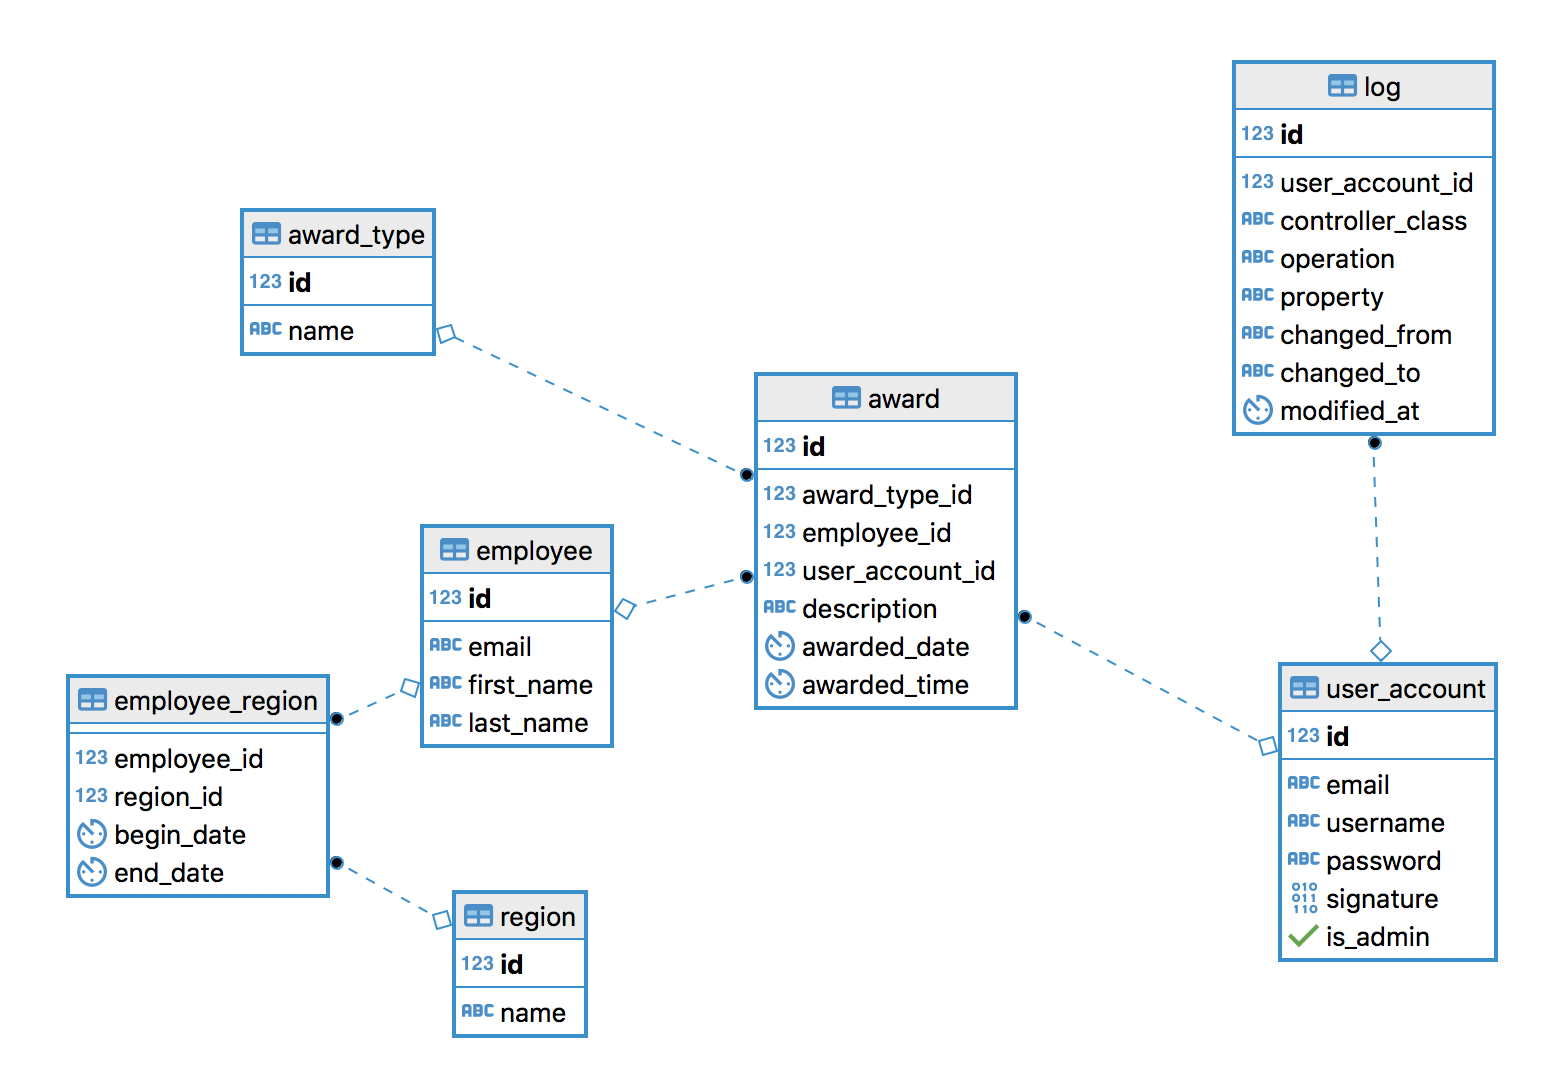 log
123 id
123 user_account_id
ABC controller_class
ABC operation
ABC property
ABC changed_from
ABC changed_to
modified_at
award_type
123 id
ABC name
award
123 id
123 award_type_id
123 employee_id
123 user_account_id
ABC description
awarded_date
awarded_time
employee
123 id
ABC email
ABC first_name
ABC last_name
employee_region
123 employee_id
123 region_id
begin_date
end_date
region
123 id
ABC name
user_account
123 id
ABC email
ABC username
ABC password
010
011
110 signature
is_admin